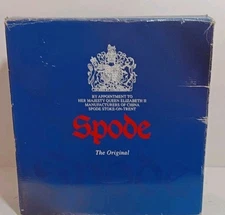 BY APPOINTMENT TO
HER MAJESTY QUEEN ELIZABETH II
MANUFACTURERS OF CHINA
SPODE STOKE-ON-TRENT
Spode
The Original